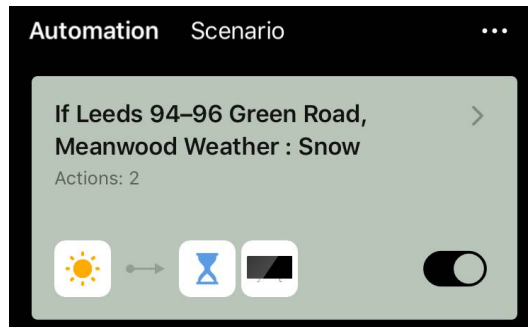 Automation Scenario
If Leeds 94–96 Green Road,
Meanwood Weather : Snow
Actions: 2